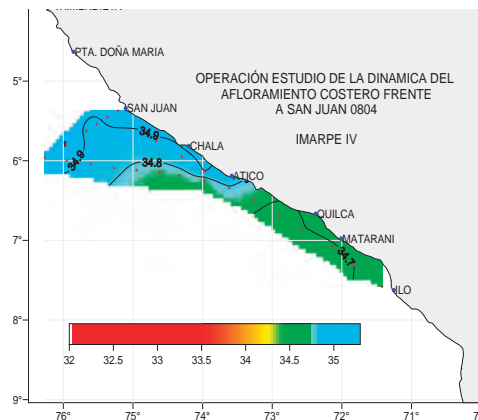 PTA. DOÑA MARIA
5°
OPERACIÓN ESTUDIO DE LA DINAMICA DEL
AFLORAMIENTO COSTERO FRENTE
A SAN JUAN 0804
SAN JUAN
34.9
IMARPE IV
CHALA
34.9
34.8
6°
ATICO
QUILCA
7°
MATARANI
34.7
ILO
8°
32 32.5 33 33.5 34 34.5 35
9°
76° 75° 74° 73° 72° 71°